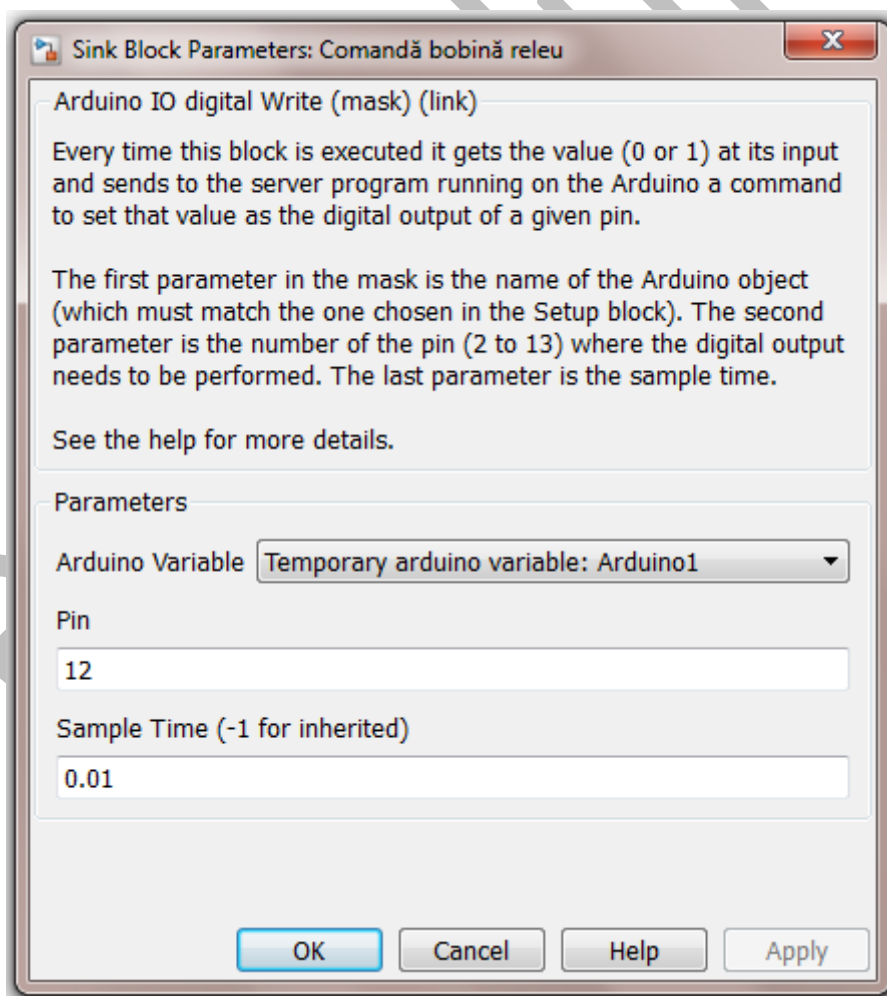 Sink Block Parameters: Comandă bobină releu
Arduino IO digital Write (mask) (link)
Every time this block is executed it gets the value (0 or 1) at its input
and sends to the server program running on the Arduino a command
to set that value as the digital output of a given pin.
The first parameter in the mask is the name of the Arduino object
(which must match the one chosen in the Setup block). The second
parameter is the number of the pin (2 to 13) where the digital output
needs to be performed. The last parameter is the sample time.
See the help for more details.
Parameters
Arduino Variable Temporary arduino variable: Arduino1
Pin
12
Sample Time (-1 for inherited)
0.01
OK Cancel Help Apply